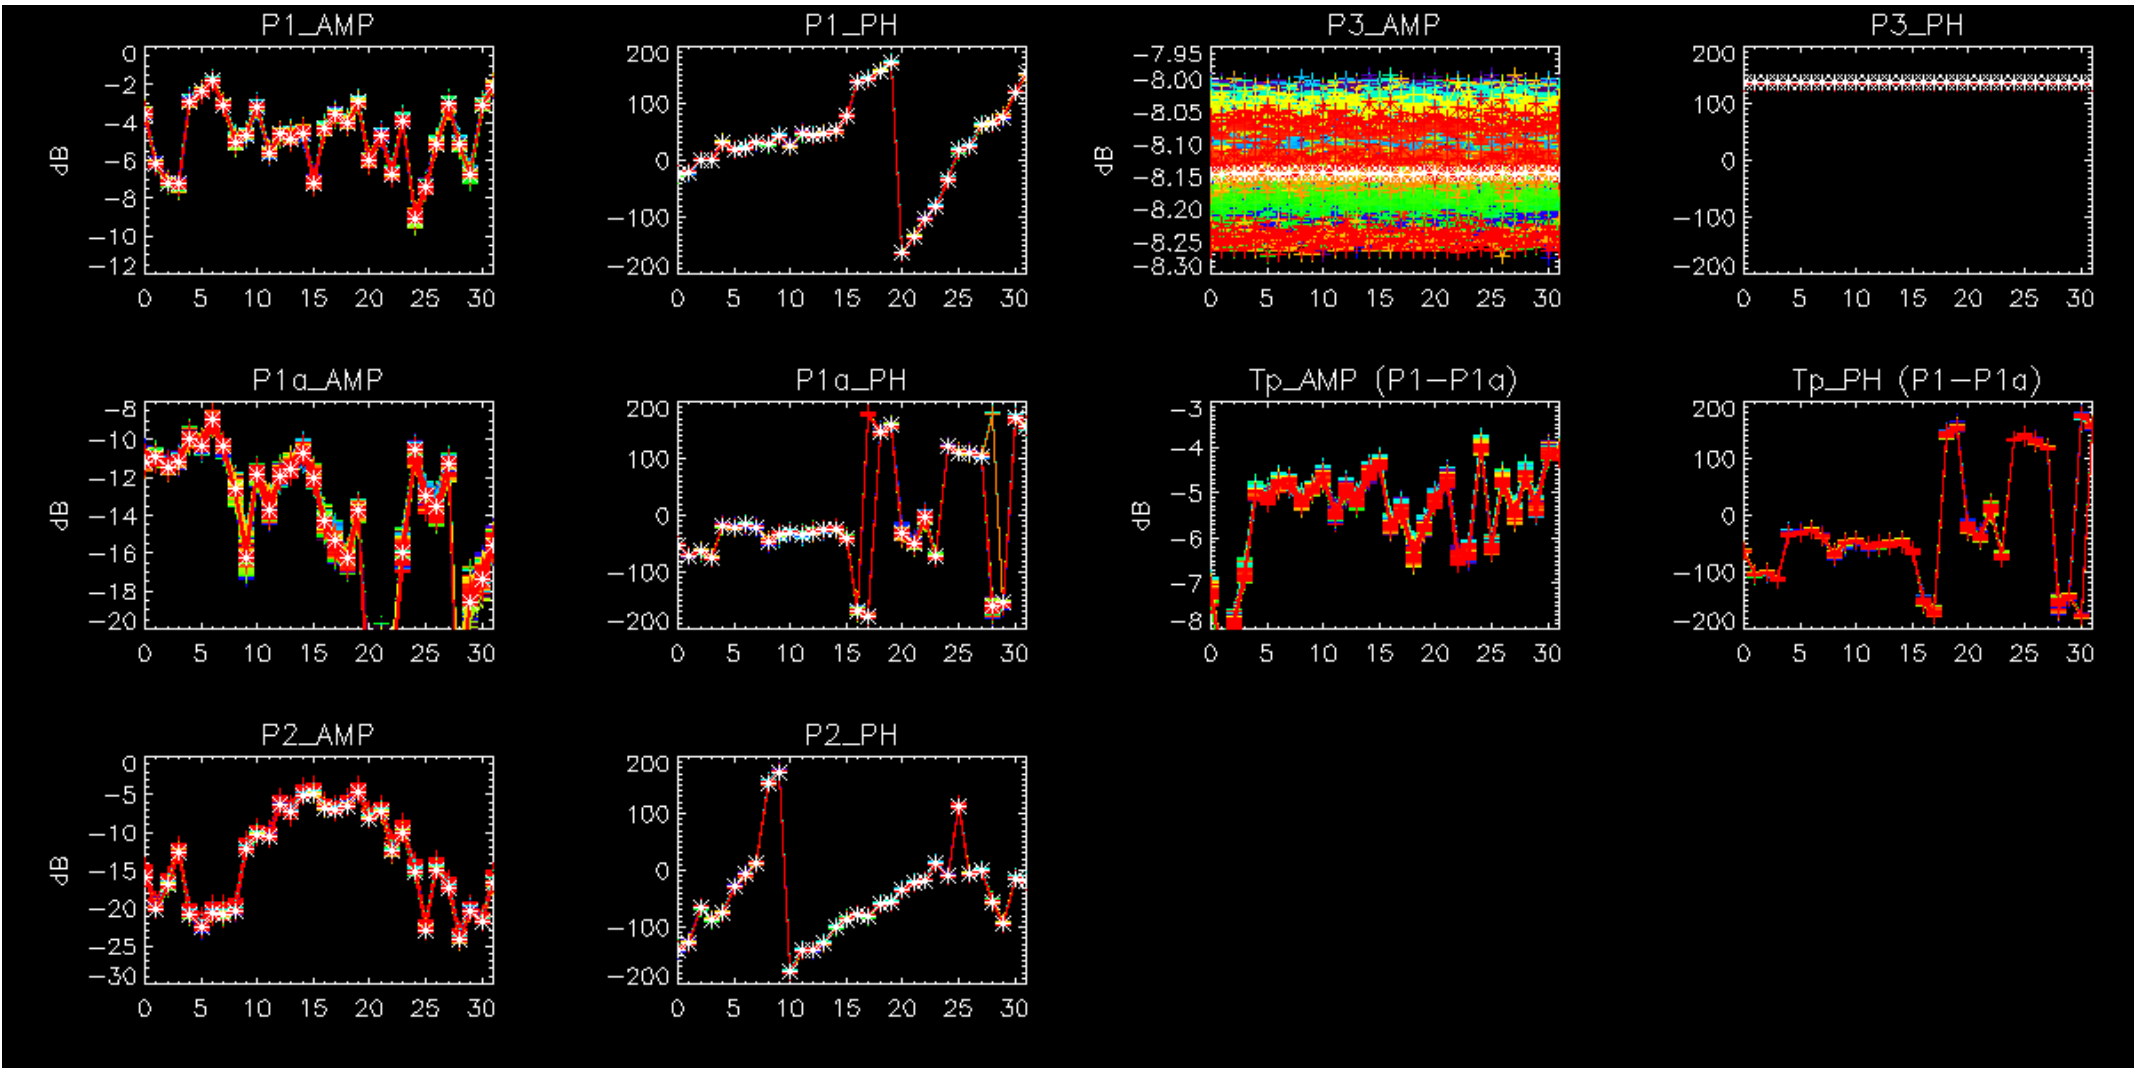 P1_AMP
0
−2
−4
−6
−8
−10
−12
dB
0 5 10 15 20 25 30
P1_PH
200
100
0
−100
−200
0 5 10 15 20 25 30
P3_AMP
−7.95
−8.00
−8.05
−8.10
−8.15
−8.20
−8.25
−8.30
dB
0 5 10 15 20 25 30
P3_PH
200
100
0
−100
−200
0 5 10 15 20 25 30
P1a_AMP
−8
−10
−12
−14
−16
−18
−20
dB
0 5 10 15 20 25 30
P1a_PH
200
100
0
−100
−200
0 5 10 15 20 25 30
Tp_AMP (P1−P1a)
−3
−4
−5
−6
−7
−8
dB
0 5 10 15 20 25 30
Tp_PH (P1−P1a)
200
100
0
−100
−200
0 5 10 15 20 25 30
P2_AMP
0
−5
−10
−15
−20
−25
−30
dB
0 5 10 15 20 25 30
P2_PH
200
100
0
−100
−200
0 5 10 15 20 25 30